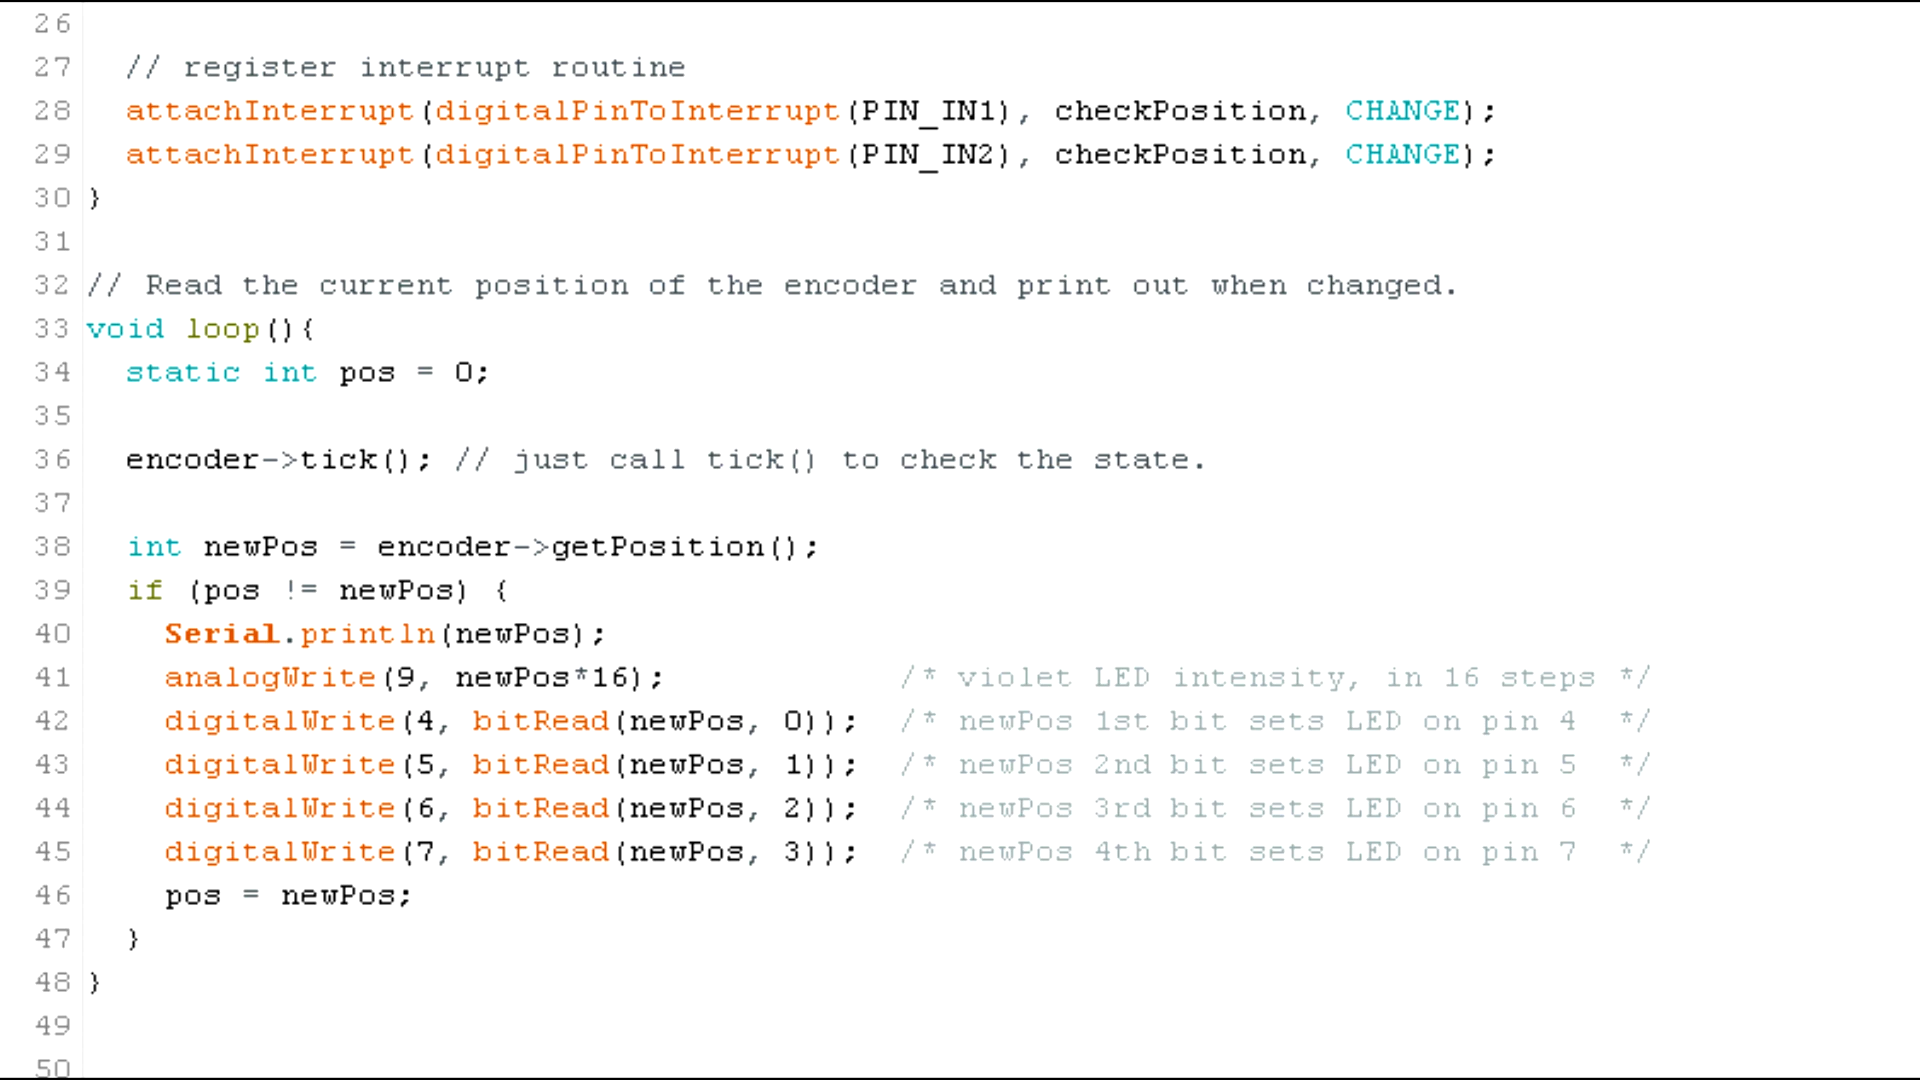 26
27 // register interrupt routine
28 attachInterrupt(digitalPinToInterrupt(PIN_IN1), checkPosition, CHANGE);
29 attachInterrupt(digitalPinToInterrupt(PIN_IN2), checkPosition, CHANGE);
30 }
31
32 // Read the current position of the encoder and print out when changed.
33 void loop(){
34 static int pos = 0;
35
36 encoder->tick(); // just call tick() to check the state.
37
38 int newPos = encoder->getPosition();
39 if (pos != newPos) {
40 Serial.println(newPos);
41 analogWrite(9, newPos*16); /* violet LED intensity, in 16 steps */
42 digitalWrite(4, bitRead(newPos, 0)); /* newPos 1st bit sets LED on pin 4 */
43 digitalWrite(5, bitRead(newPos, 1)); /* newPos 2nd bit sets LED on pin 5 */
44 digitalWrite(6, bitRead(newPos, 2)); /* newPos 3rd bit sets LED on pin 6 */
45 digitalWrite(7, bitRead(newPos, 3)); /* newPos 4th bit sets LED on pin 7 */
46 pos = newPos;
47 }
48 }
49
50